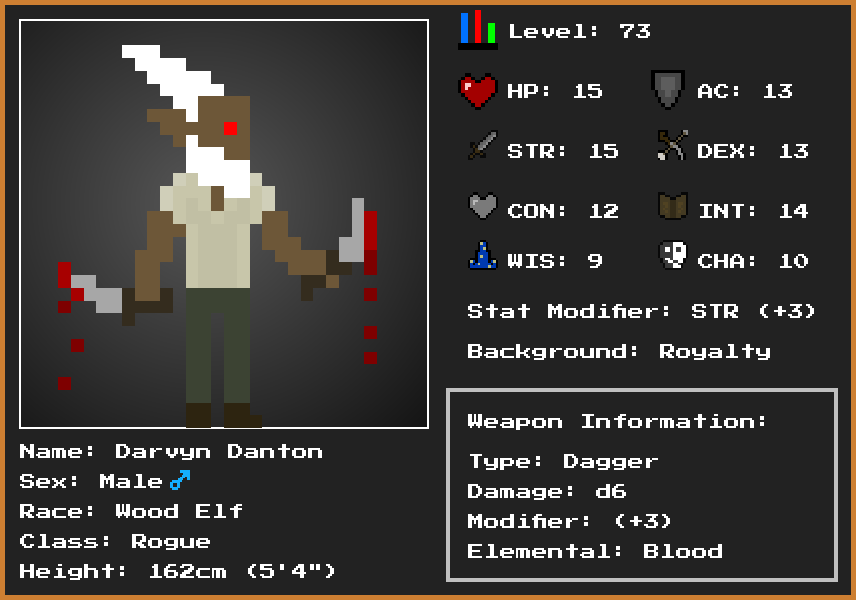 Level: 73
HP: 15
AC: 13
STR: 15
DEX: 13
CON: 12
INT: 14
WIS: 9
CHA: 10
Stat Modifier: STR (+3)
Background: Royalty
Weapon Information:
Type: Dagger
Damage: d6
Modifier: (+3)
Elemental: Blood
Name: Darvyn Danton
Sex: Male♂
Race: Wood Elf
Class: Rogue
Height: 162cm (5'4")